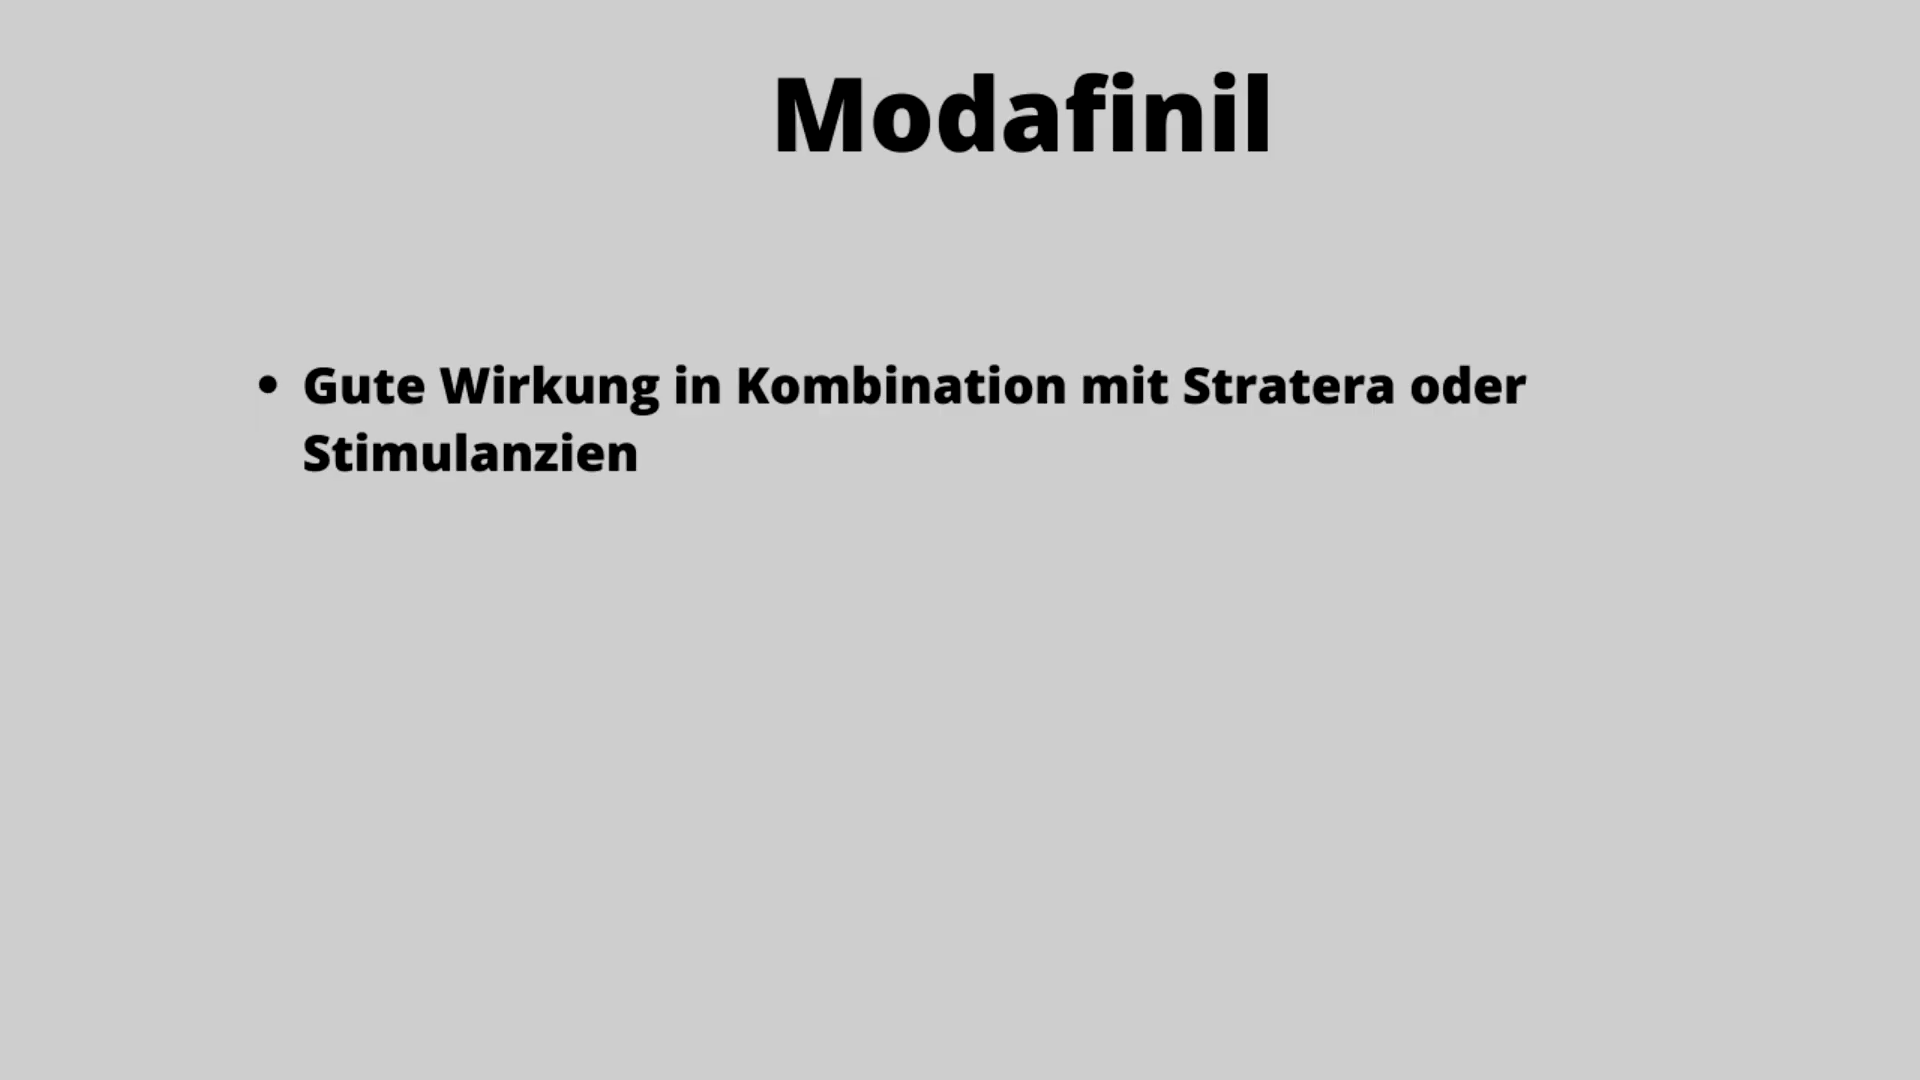 Modafinil
• Gute Wirkung in Kombination mit Stratera oder
Stimulanzien